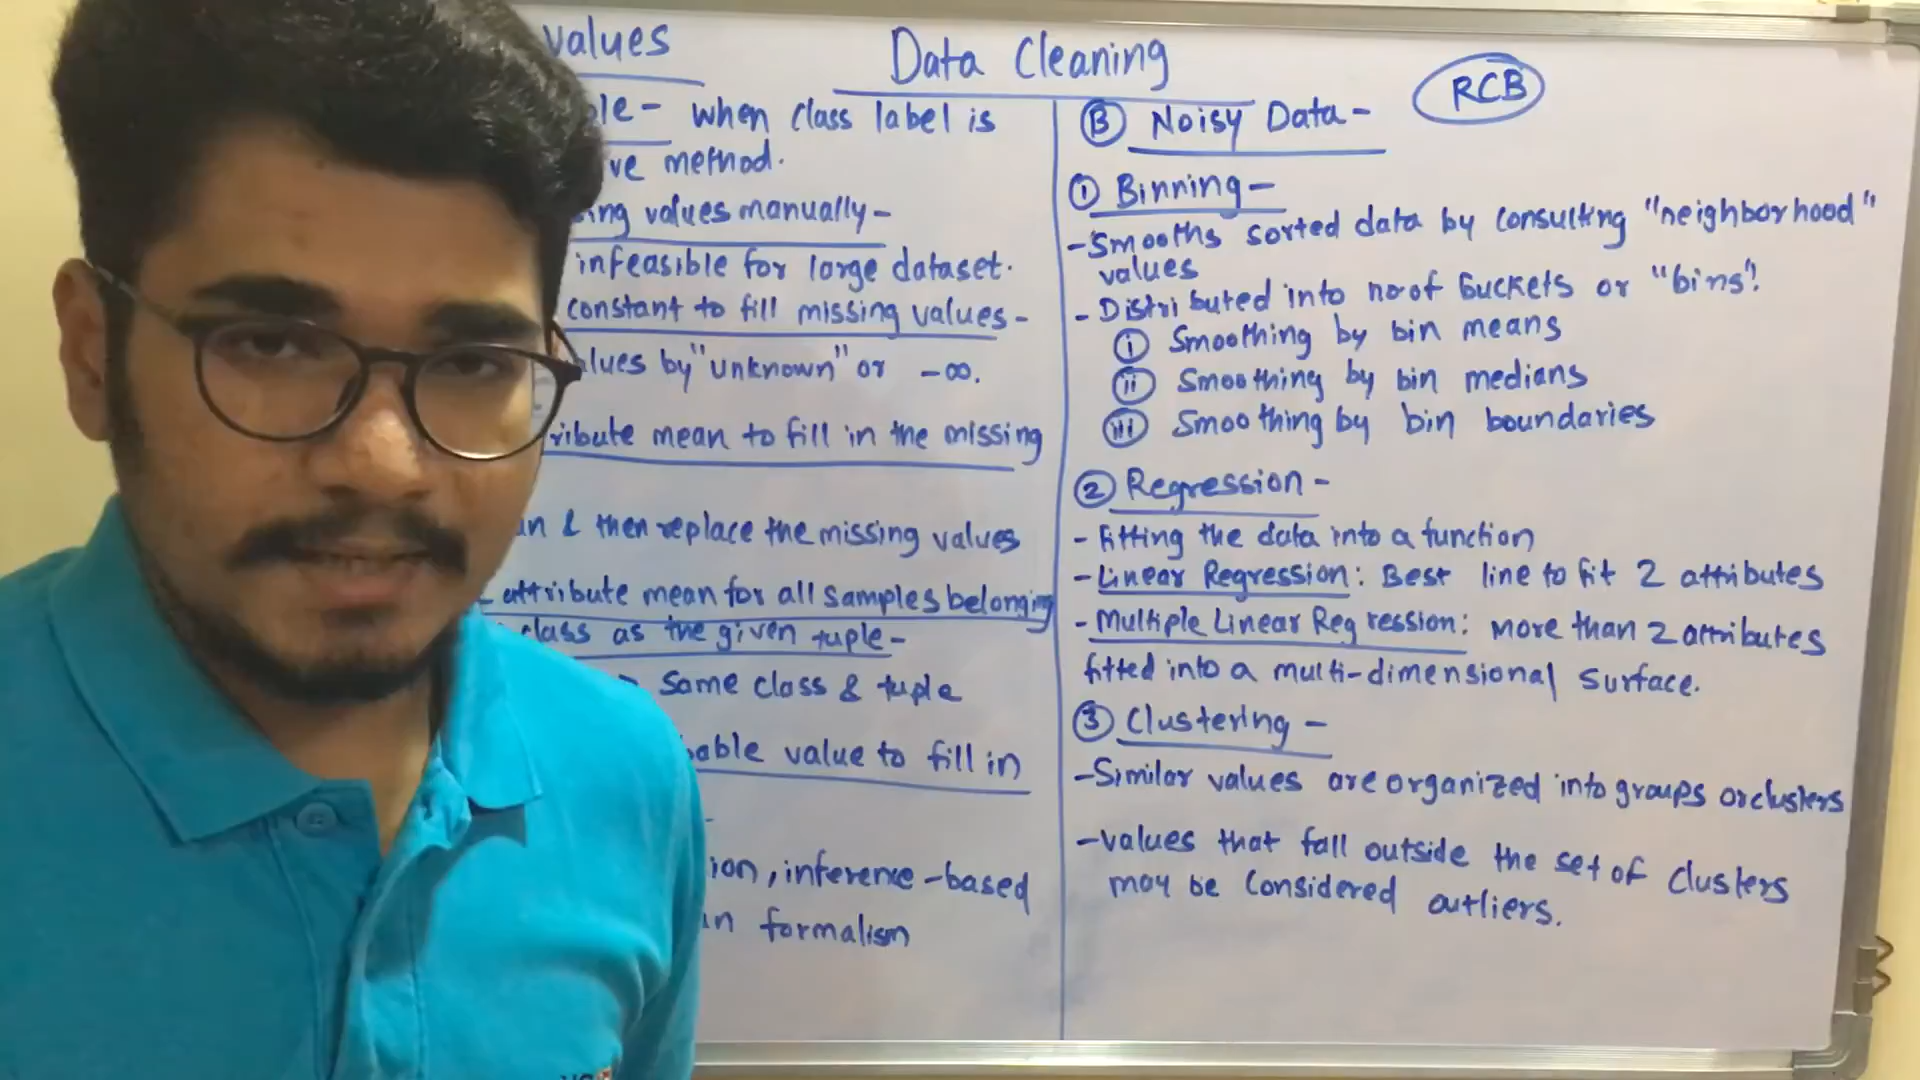 Data Cleaning
values
when class label is
method.
values manually-
infeasible for large dataset.
constant to fill missing values-
by "unknown" or -∞.
mean to fill in the missing
& then replace the missing values
attribute mean for all samples belonging
class as the given tuple-
Same class & tuple
value to fill in
, inference-based
formalism
RCB
B Noisy Data-
1 Binning-
-Smooths sorted data by consulting "neighborhood"
values
- Distributed into no of buckets or "bins".
i Smoothing by bin means
ii Smoothing by bin medians
iii Smoothing by bin boundaries
2 Regression-
- Fitting the data into a function
- Linear Regression: Best line to fit 2 attributes
- Multiple Linear Regression: more than 2 attributes
fitted into a multi-dimensional surface.
3 Clustering-
-Similar values are organized into groups or clusters
-values that fall outside the set of clusters
may be considered outliers.